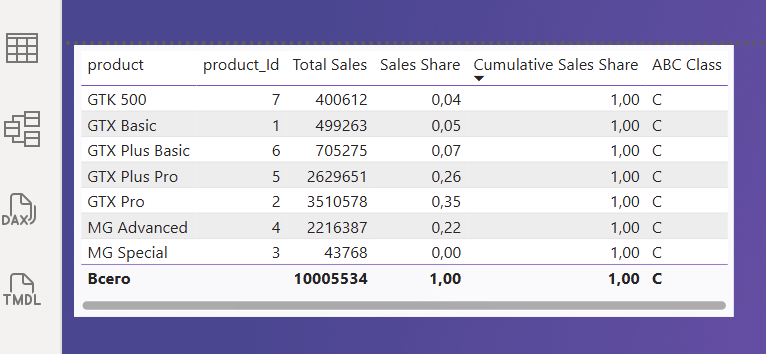 product product_Id Total Sales Sales Share Cumulative Sales Share ABC Class
GTK 500 7 400612 0,04 1,00 C
GTX Basic 1 499263 0,05 1,00 C
GTX Plus Basic 6 705275 0,07 1,00 C
GTX Plus Pro 5 2629651 0,26 1,00 C
GTX Pro 2 3510578 0,35 1,00 C
MG Advanced 4 2216387 0,22 1,00 C
MG Special 3 43768 0,00 1,00 C
Всего 10005534 1,00 1,00 C
DAX
TMDL